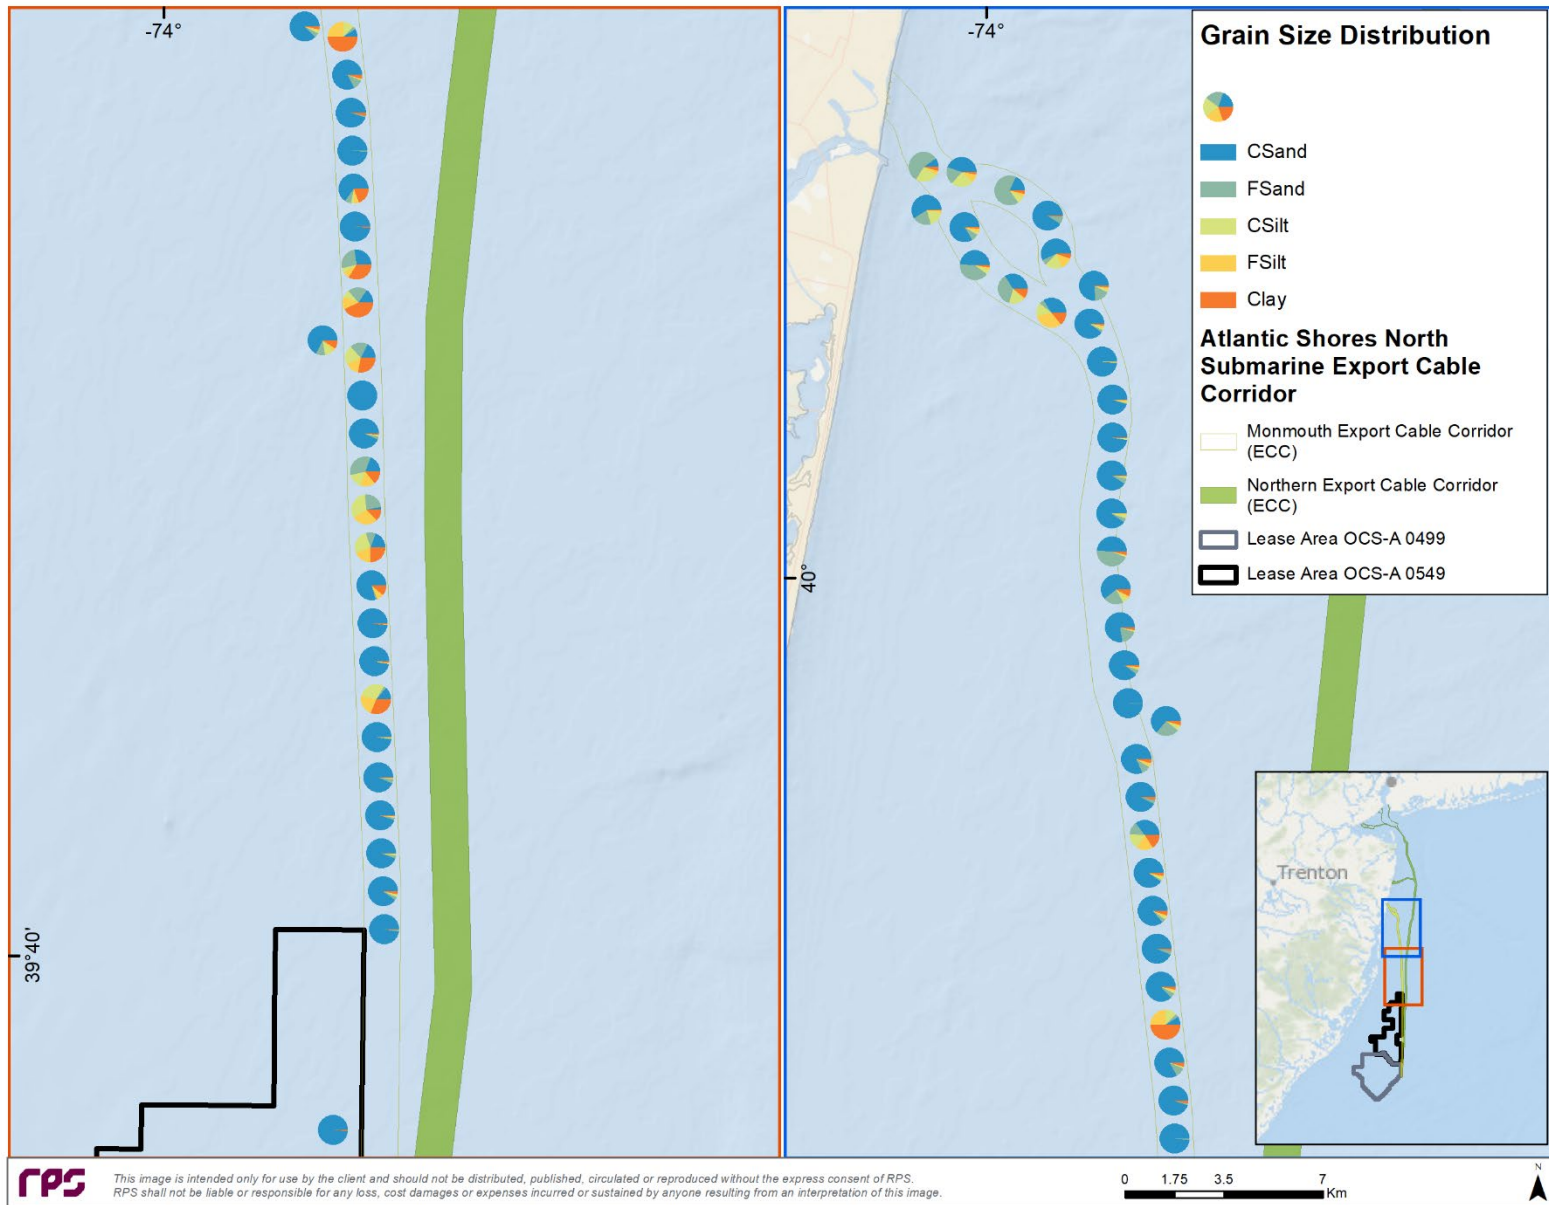 -74°
-74°
39°40'
40°
Grain Size Distribution
CSand
FSand
CSilt
FSilt
Clay
Atlantic Shores North
Submarine Export Cable
Corridor
Monmouth Export Cable Corridor
(ECC)
Northern Export Cable Corridor
(ECC)
Lease Area OCS-A 0499
Lease Area OCS-A 0549
Trenton
rps
This image is intended only for use by the client and should not be distributed, published, circulated or reproduced without the express consent of RPS.
RPS shall not be liable or responsible for any loss, cost damages or expenses incurred or sustained by anyone resulting from an interpretation of this image.
0 1.75 3.5 7
Km
N